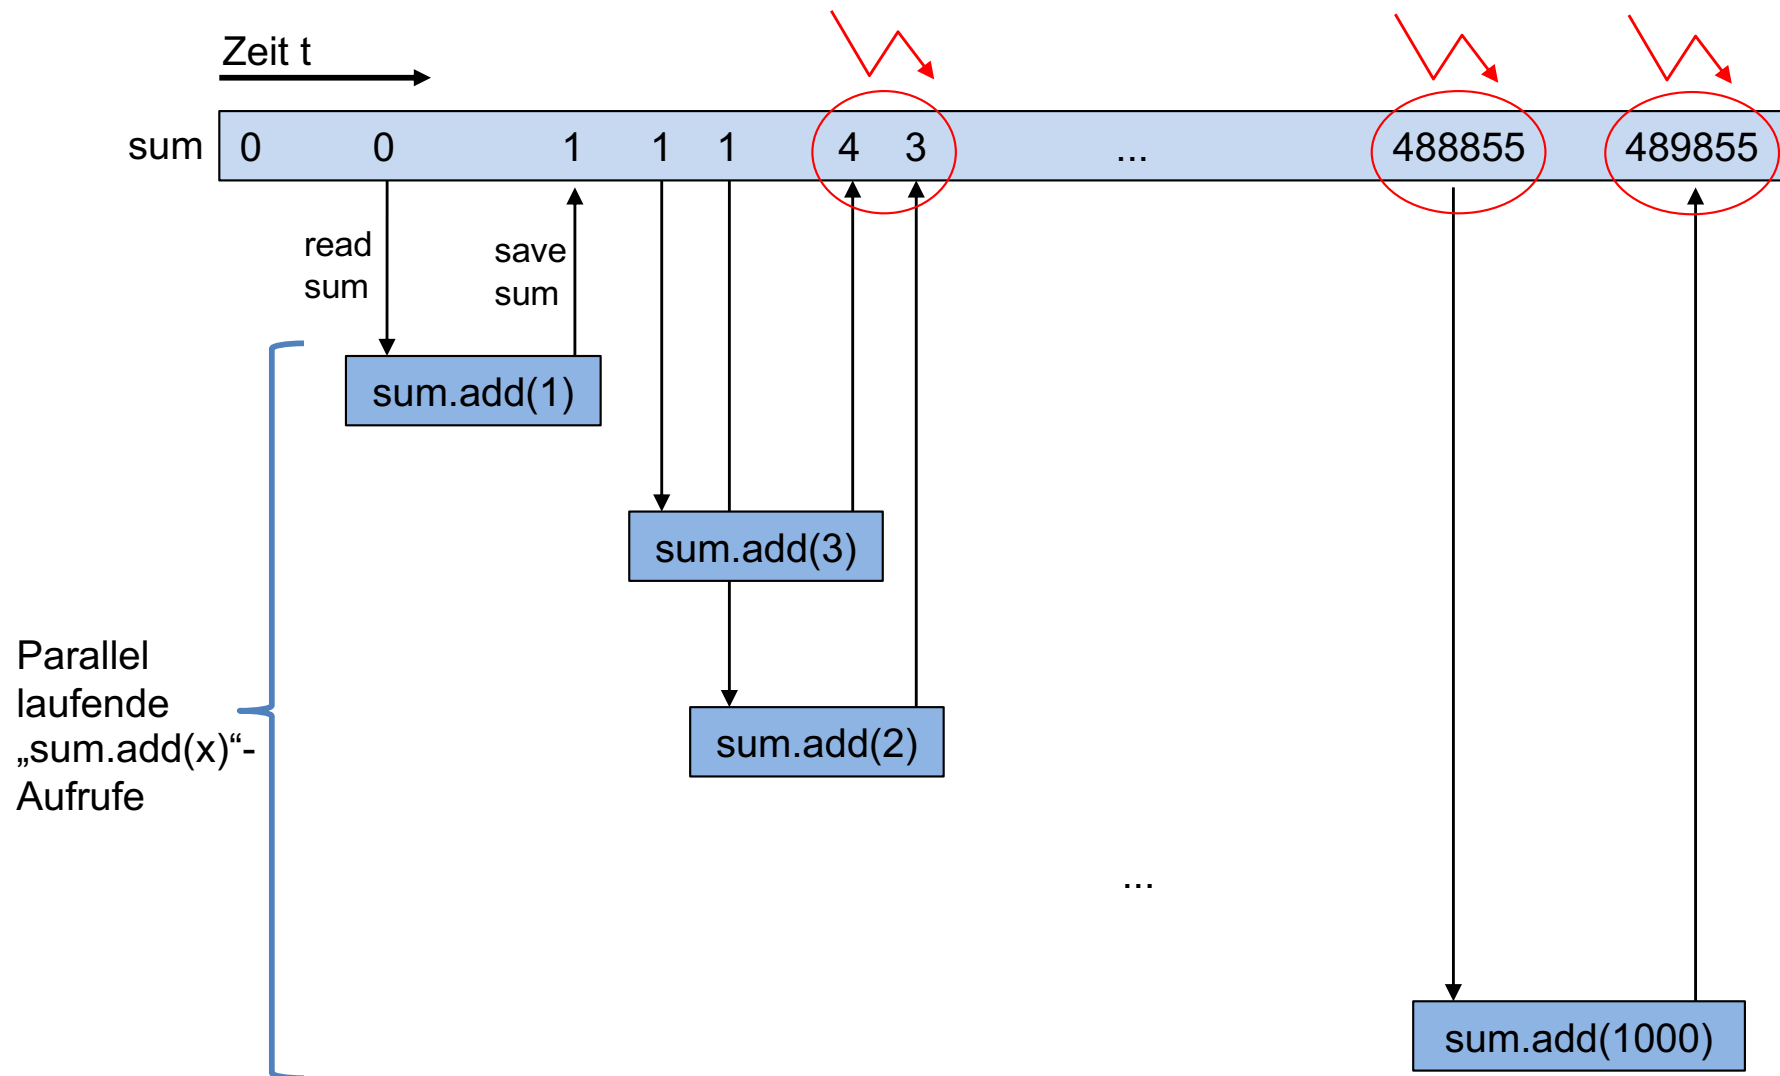 Zeit t
sum 0 0 1 1 1 4 3 ... 488855 489855
read
sum
save
sum
sum.add(1)
sum.add(3)
Parallel
laufende
„sum.add(x)“-
Aufrufe
sum.add(2)
...
sum.add(1000)